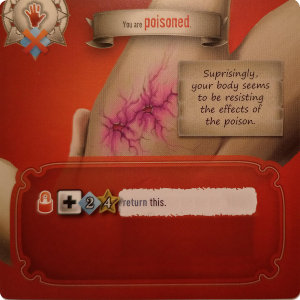 You are poisoned.
Suprisingly,
your body seems
to be resisting
the effects of
the poison.
+ 2 4 return this.